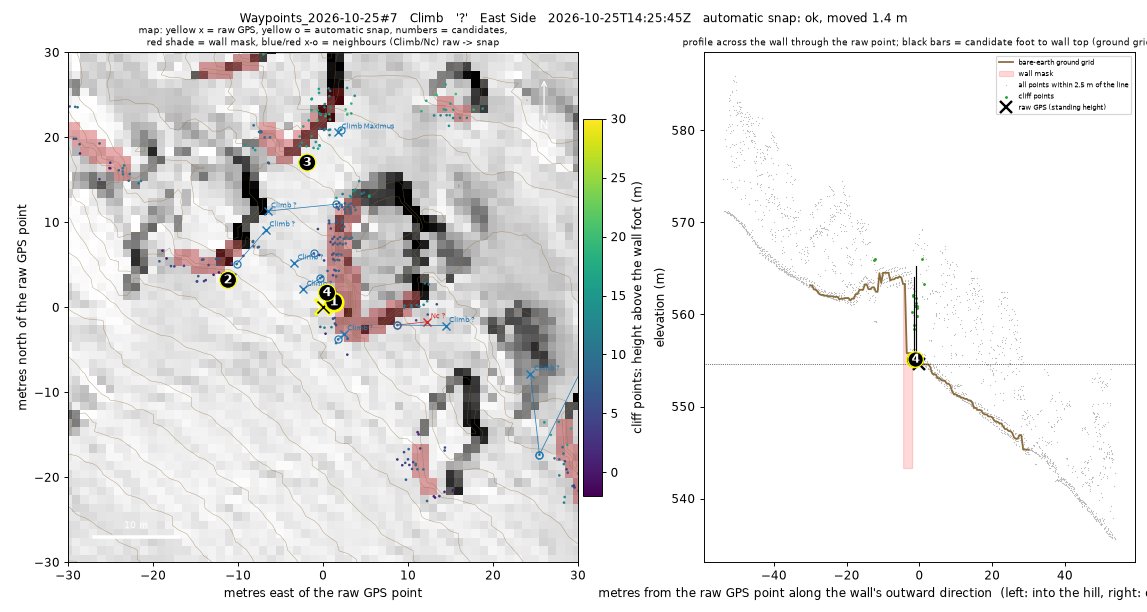 Waypoints_2026-10-25#7   Climb   '?'   East Side   2026-10-25T14:25:45Z   automatic snap: ok, moved 1.4 m
map: yellow x = raw GPS, yellow o = automatic snap, numbers = candidates,
red shade = wall mask, blue/red x-o = neighbours (Climb/Nc) raw -> snap
profile across the wall through the raw point; black bars = candidate foot to wall top (ground gri
30
20
10
0
−10
−20
−30
metres north of the raw GPS point
−30
−20
−10
0
10
20
30
metres east of the raw GPS point
Climb Maximus
Climb ?
Climb ?
Climb
Nc ?
Climb ?
3
2
4
10 m
30
25
20
15
10
5
0
cliff points: height above the wall foot (m)
bare-earth ground grid
wall mask
all points within 2.5 m of the line
cliff points
raw GPS (standing height)
580
570
560
550
540
elevation (m)
4
−40
−20
0
20
40
metres from the raw GPS point along the wall's outward direction  (left: into the hill, right: